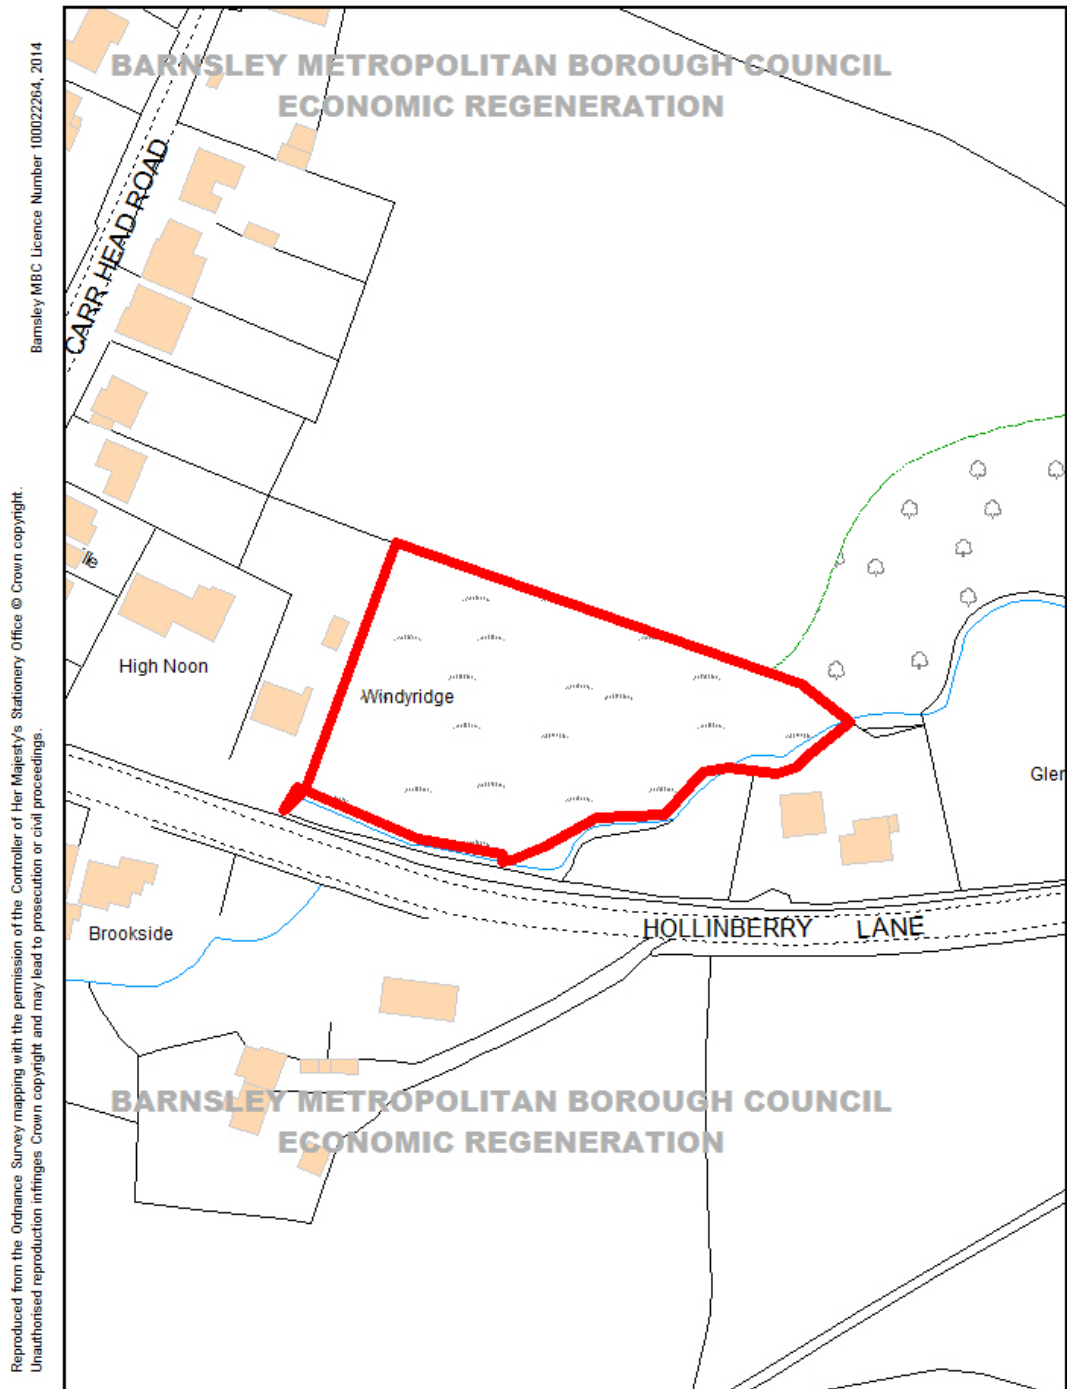 Reproduced from the Ordnance Survey mapping with the permission of the Controller of Her Majesty's Stationery Office © Crown copyright.
Unauthorised reproduction infringes Crown copyright and may lead to prosecution or civil proceedings.
Barnsley MBC Licence Number 100022264, 2014
BARNSLEY METROPOLITAN BOROUGH COUNCIL
ECONOMIC REGENERATION
CARR HEAD ROAD
ille
High Noon
Windyridge
Gler
Brookside
HOLLINBERRY LANE
BARNSLEY METROPOLITAN BOROUGH COUNCIL
ECONOMIC REGENERATION